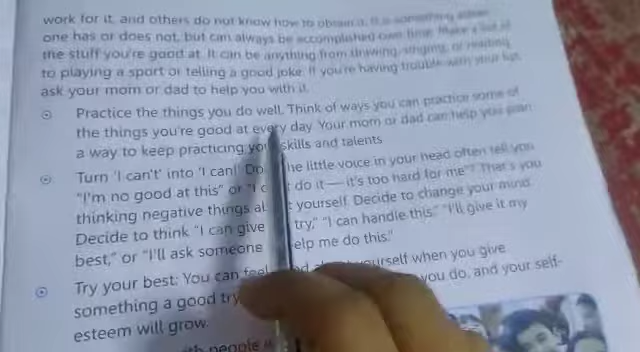 work for it, and others do not know how to obtain it. It is something either
one has or does not, but can always be accomplished over time. Make a list of
the stuff you're good at. It can be anything from drawing, singing, or reading
to playing a sport or telling a good joke. If you're having trouble with your list,
ask your mom or dad to help you with it.
Practice the things you do well. Think of ways you can practice some of
the things you're good at every day. Your mom or dad can help you plan
a way to keep practicing your skills and talents
Turn 'I can't' into 'I can!' Do he little voice in your head often tell you
"I'm no good at this" or "I c t do it — it's too hard for me"? That's you
thinking negative things a t yourself. Decide to change your mind.
Decide to think "I can give try," "I can handle this." "I'll give it my
best," or "I'll ask someone elp me do this."
Try your best: You can feel yourself when you give
something a good try you do, and your self-
esteem will grow.
th people